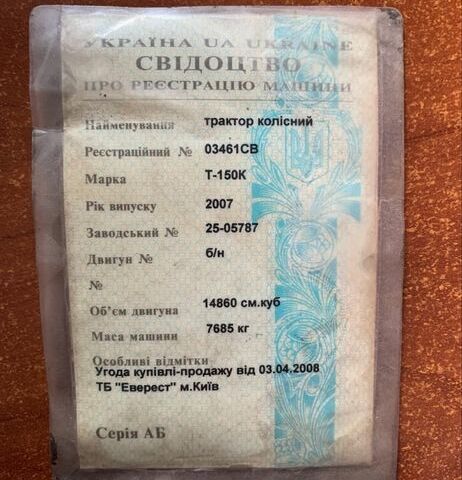 УКРАЇНА UA UKRAINE
СВІДОЦТВО
ПРО РЕЄСТРАЦІЮ МАШИНИ
Найменування трактор колісний
Реєстраційний № 03461СВ
Марка Т-150К
Рік випуску 2007
Заводський № 25-05787
Двигун № б/н
№
Об'єм двигуна 14860 см.куб
Маса машини 7685 кг
Особливі відмітки
Угода купівлі-продажу від 03.04.2008
ТБ "Еверест" м.Київ
Серія АБ